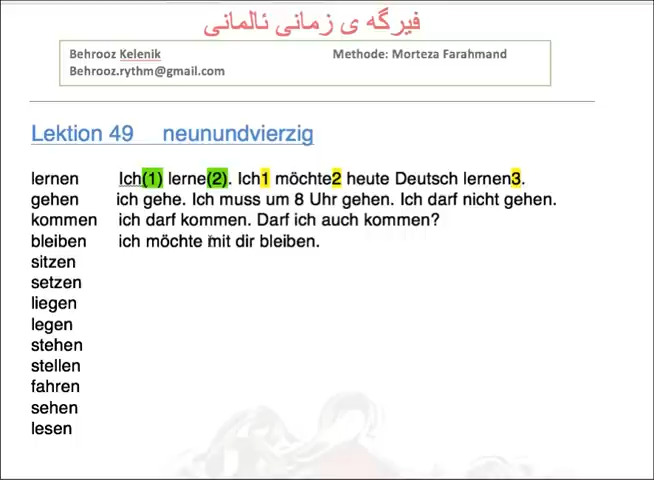 فیرگه ی زمانی ئالمانی
Behrooz Kelenik Methode: Morteza Farahmand
Behrooz.rythm@gmail.com
Lektion 49 neunundvierzig
lernen Ich(1) lerne(2). Ich1 möchte2 heute Deutsch lernen3.
gehen ich gehe. Ich muss um 8 Uhr gehen. Ich darf nicht gehen.
kommen ich darf kommen. Darf ich auch kommen?
bleiben ich möchte mit dir bleiben.
sitzen
setzen
liegen
legen
stehen
stellen
fahren
sehen
lesen